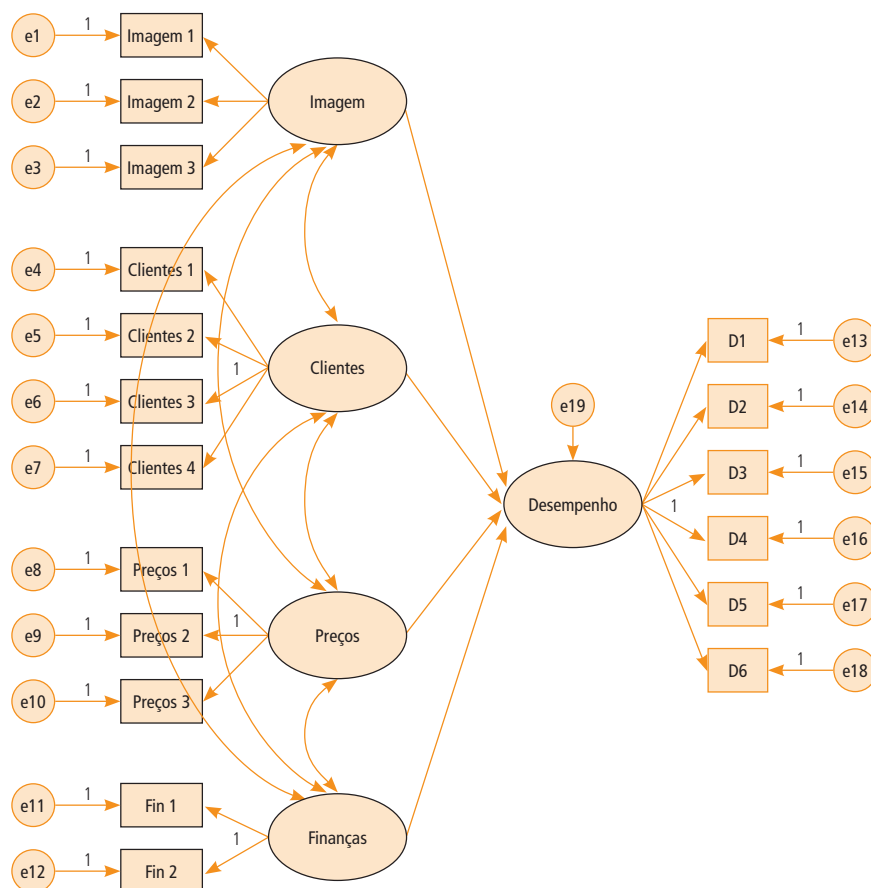 e1 1 Imagem 1
Imagem
e2 1 Imagem 2
e3 1 Imagem 3
e4 1 Clientes 1
e5 1 Clientes 2
Clientes
1
e6 1 Clientes 3
e7 1 Clientes 4
e8 1 Preços 1
e9 1 Preços 2 1
Preços
e10 1 Preços 3
e11 1 Fin 1
1
Finanças
e12 1 Fin 2
e19
Desempenho
1
D1 1 e13
D2 1 e14
D3 1 e15
D4 1 e16
D5 1 e17
D6 1 e18